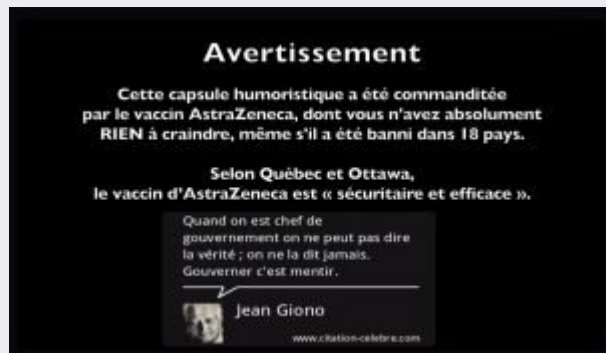 Avertissement
Cette capsule humoristique a été commanditée
par le vaccin AstraZeneca, dont vous n'avez absolument
RIEN à craindre, même s'il a été banni dans 18 pays.
Selon Québec et Ottawa,
le vaccin d'AstraZeneca est « sécuritaire et efficace ».
Quand on est chef de
gouvernement on ne peut pas dire
la vérité ; on ne la dit jamais.
Gouverner c'est mentir.
Jean Giono
www.citation-celebre.com